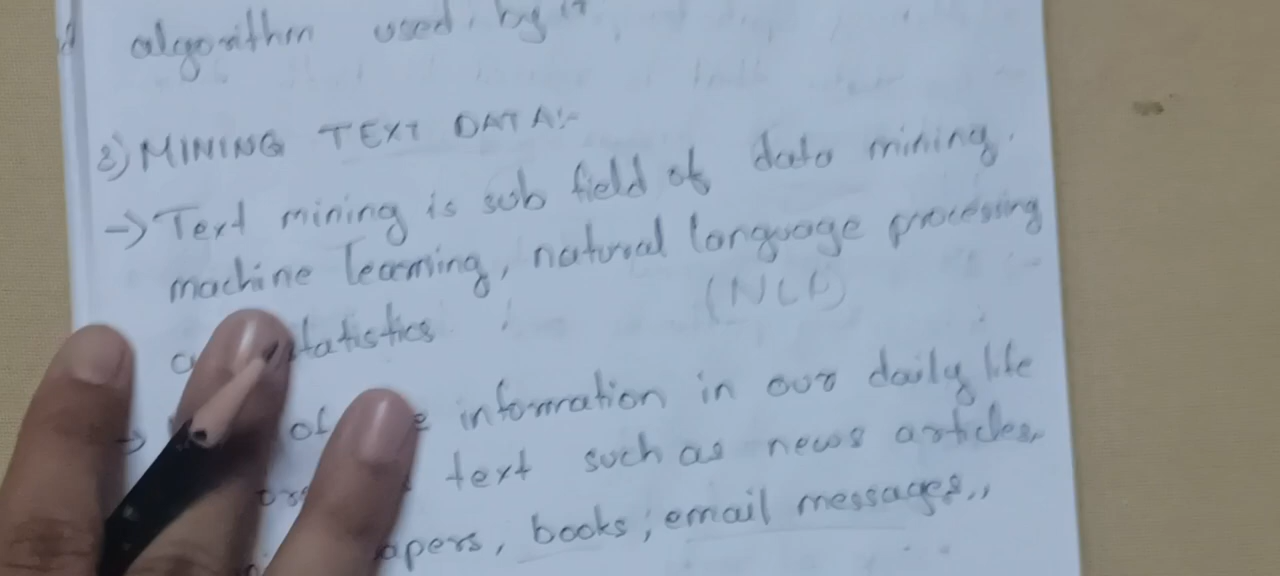 algorithm used by it
2) MINING TEXT DATA:-
→ Text mining is sub field of data mining.
machine learning, natural language processing
(NLP)
statistics
→ of information in our daily life
text such as news articles,
books, email messages,,